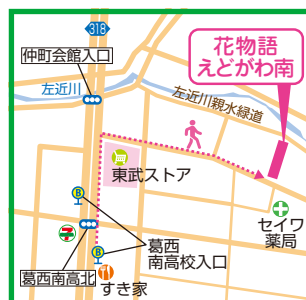 318
仲町会館入口
花物語
えどがわ南
左近川
左近川親水緑道
東武ストア
B
7
セイワ
薬局
葛西
南高校入口
B
葛西南高北
すき家